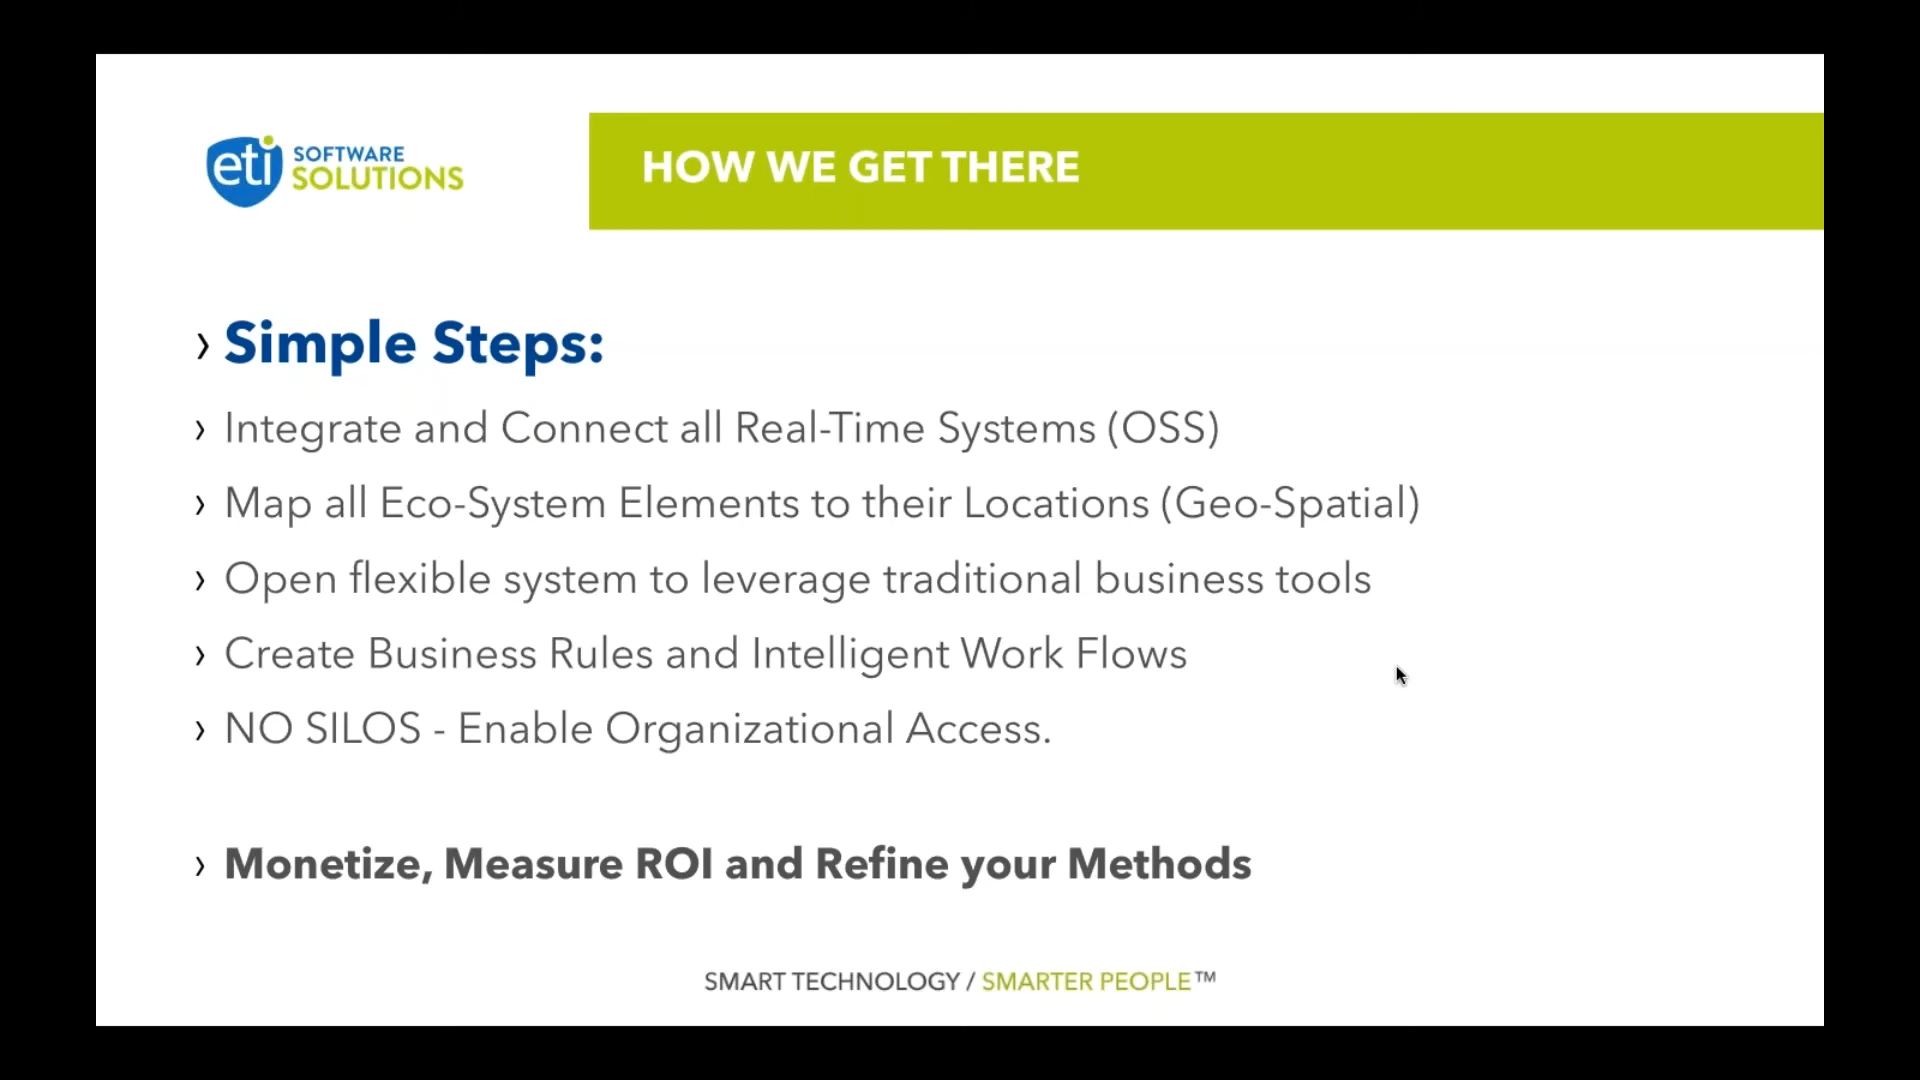 eti SOFTWARE SOLUTIONS
HOW WE GET THERE
› Simple Steps:
› Integrate and Connect all Real-Time Systems (OSS)
› Map all Eco-System Elements to their Locations (Geo-Spatial)
› Open flexible system to leverage traditional business tools
› Create Business Rules and Intelligent Work Flows
› NO SILOS - Enable Organizational Access.
› Monetize, Measure ROI and Refine your Methods
SMART TECHNOLOGY / SMARTER PEOPLE™